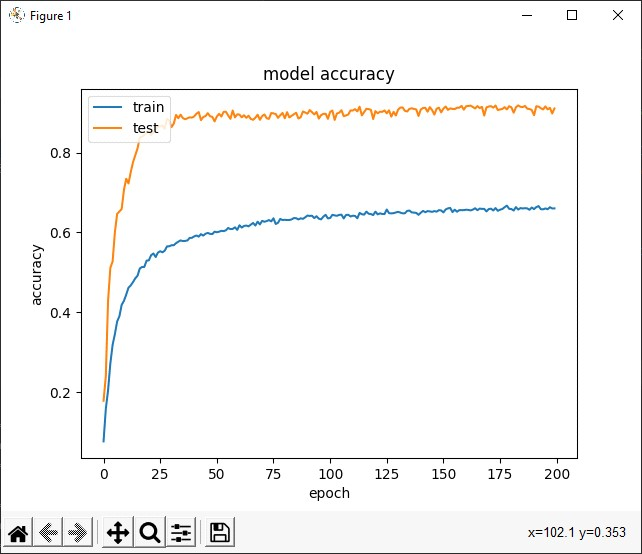 Figure 1
model accuracy
train
test
accuracy
0.8
0.6
0.4
0.2
0 25 50 75 100 125 150 175 200
epoch
x=102.1 y=0.353